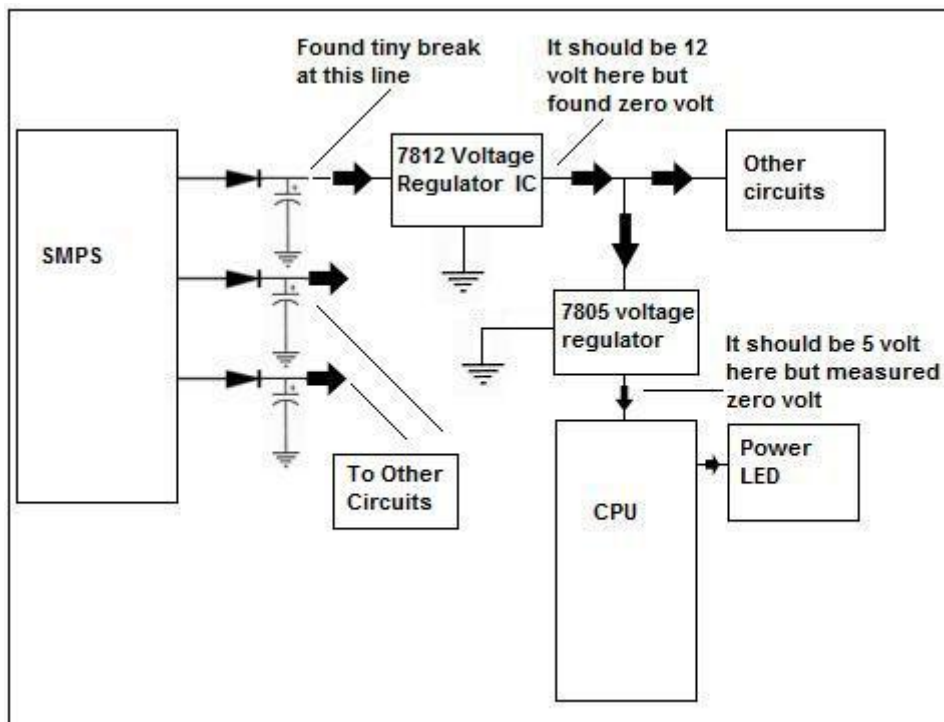 Found tiny break
at this line
It should be 12
volt here but
found zero volt
7812 Voltage
Regulator IC
Other
circuits
SMPS
7805 voltage
regulator
It should be 5 volt
here but measured
zero volt
To Other
Circuits
CPU
Power
LED
+
+
+